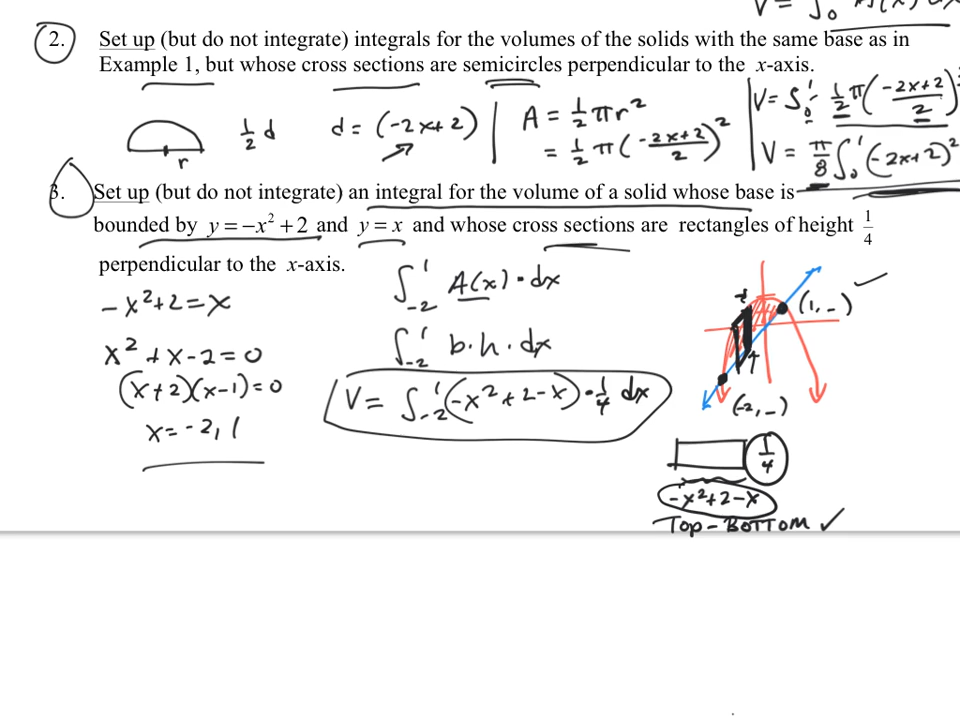 V = ∫₀
2. Set up (but do not integrate) integrals for the volumes of the solids with the same base as in
Example 1, but whose cross sections are semicircles perpendicular to the x-axis.
r
½ d
d = (-2x+2)
A = ½πr²
= ½π((-2x+2)/2)²
V = ∫₀¹ ½π((-2x+2)/2)²
V = π/8 ∫₀¹ (-2x+2)²
3. Set up (but do not integrate) an integral for the volume of a solid whose base is
bounded by y = -x² + 2 and y = x and whose cross sections are rectangles of height 1/4
perpendicular to the x-axis.
-x²+2=x
x²+x-2=0
(x+2)(x-1)=0
x=-2,1
∫₋₂¹ A(x)·dx
∫₋₂¹ b·h·dx
V = ∫₋₂¹ (-x²+2-x)·¼ dx
(1,-)
(-2,-)
1/4
-x²+2-x
Top-Bottom ✓